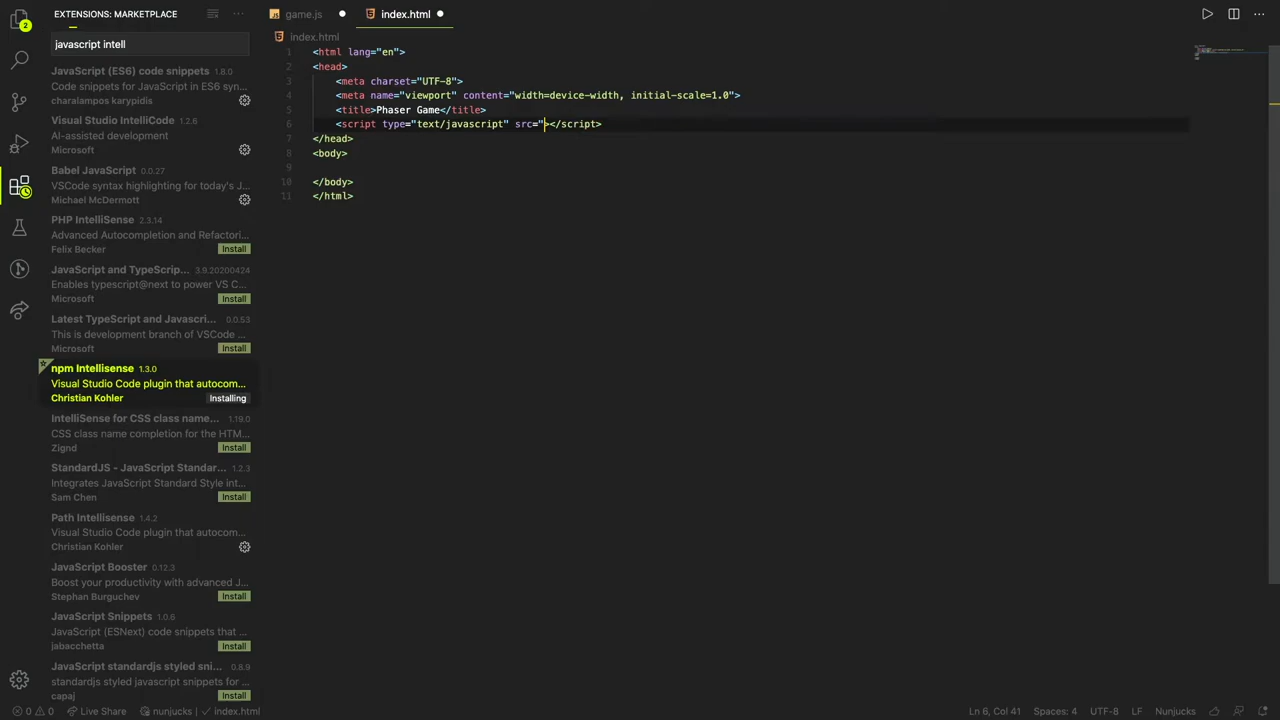 EXTENSIONS: MARKETPLACE
2
javascript intell
JavaScript (ES6) code snippets 1.8.0
Code snippets for JavaScript in ES6 syn...
charalampos karypidis
Visual Studio IntelliCode 1.2.6
AI-assisted development
Microsoft
Babel JavaScript 0.0.27
VSCode syntax highlighting for today's J...
Michael McDermott
PHP IntelliSense 2.3.14
Advanced Autocompletion and Refactori...
Felix Becker Install
JavaScript and TypeScrip... 3.9.20200424
Enables typescript@next to power VS C...
Microsoft Install
Latest TypeScript and Javascri... 0.0.53
This is development branch of VSCode ...
Microsoft Install
npm Intellisense 1.3.0
Visual Studio Code plugin that autocom...
Christian Kohler Installing
IntelliSense for CSS class name... 1.19.0
CSS class name completion for the HTM...
Zignd Install
StandardJS - JavaScript Standar... 1.2.3
Integrates JavaScript Standard Style int...
Sam Chen Install
Path Intellisense 1.4.2
Visual Studio Code plugin that autocom...
Christian Kohler
JavaScript Booster 0.12.3
Boost your productivity with advanced J...
Stephan Burguchev Install
JavaScript Snippets 1.0.6
JavaScript (ESNext) code snippets that ...
jabacchetta Install
JavaScript standardjs styled sni... 0.8.9
standardjs styled javascript snippets for ...
capaj Install
game.js
index.html
index.html
1 <html lang="en">
2 <head>
3 <meta charset="UTF-8">
4 <meta name="viewport" content="width=device-width, initial-scale=1.0">
5 <title>Phaser Game</title>
6 <script type="text/javascript" src="></script>
7 </head>
8 <body>
9
10 </body>
11 </html>
0 0 Live Share nunjucks index.html Ln 6, Col 41 Spaces: 4 UTF-8 LF Nunjucks